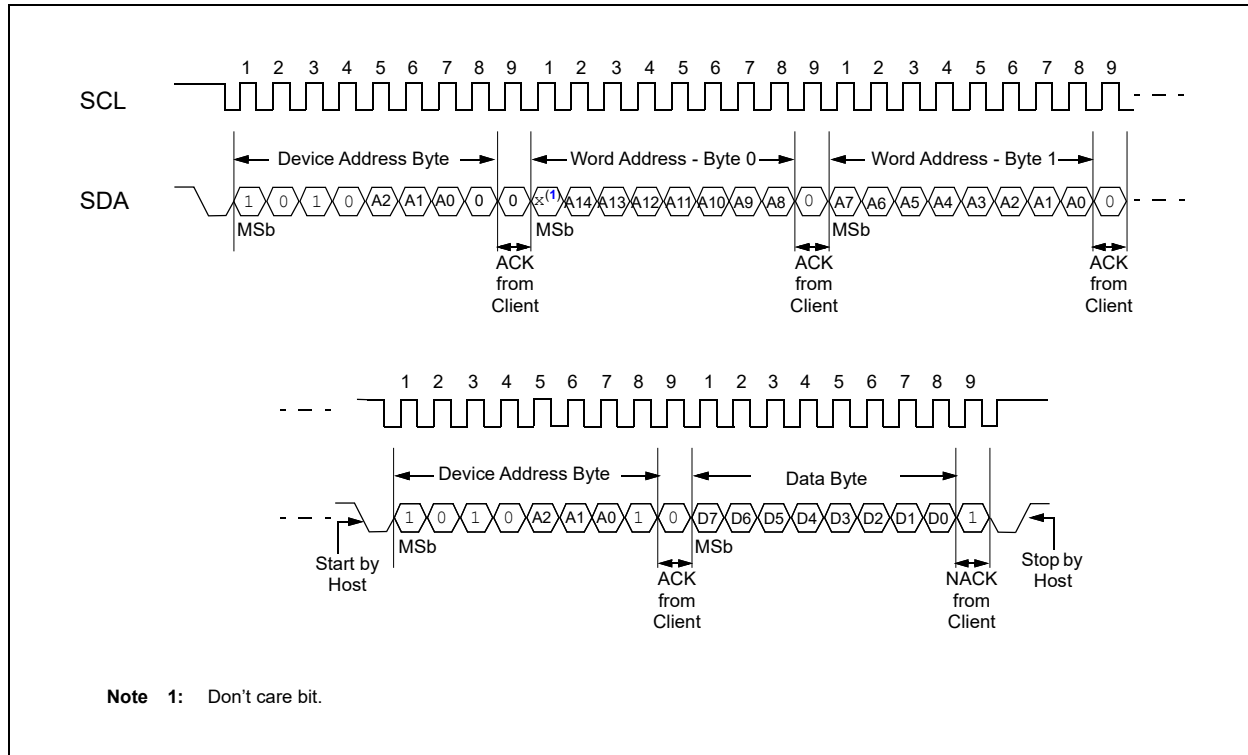 1 2 3 4 5 6 7 8 9 1 2 3 4 5 6 7 8 9 1 2 3 4 5 6 7 8 9
SCL
Device Address Byte Word Address - Byte 0 Word Address - Byte 1
SDA 1 0 1 0 A2 A1 A0 0 0 x(1) A14 A13 A12 A11 A10 A9 A8 0 A7 A6 A5 A4 A3 A2 A1 A0 0
MSb MSb MSb
ACK from Client
ACK from Client
ACK from Client
1 2 3 4 5 6 7 8 9 1 2 3 4 5 6 7 8 9
Device Address Byte Data Byte
1 0 1 0 A2 A1 A0 1 0 D7 D6 D5 D4 D3 D2 D1 D0 1
MSb MSb
Start by Host
ACK from Client
NACK from Client
Stop by Host
Note 1: Don't care bit.